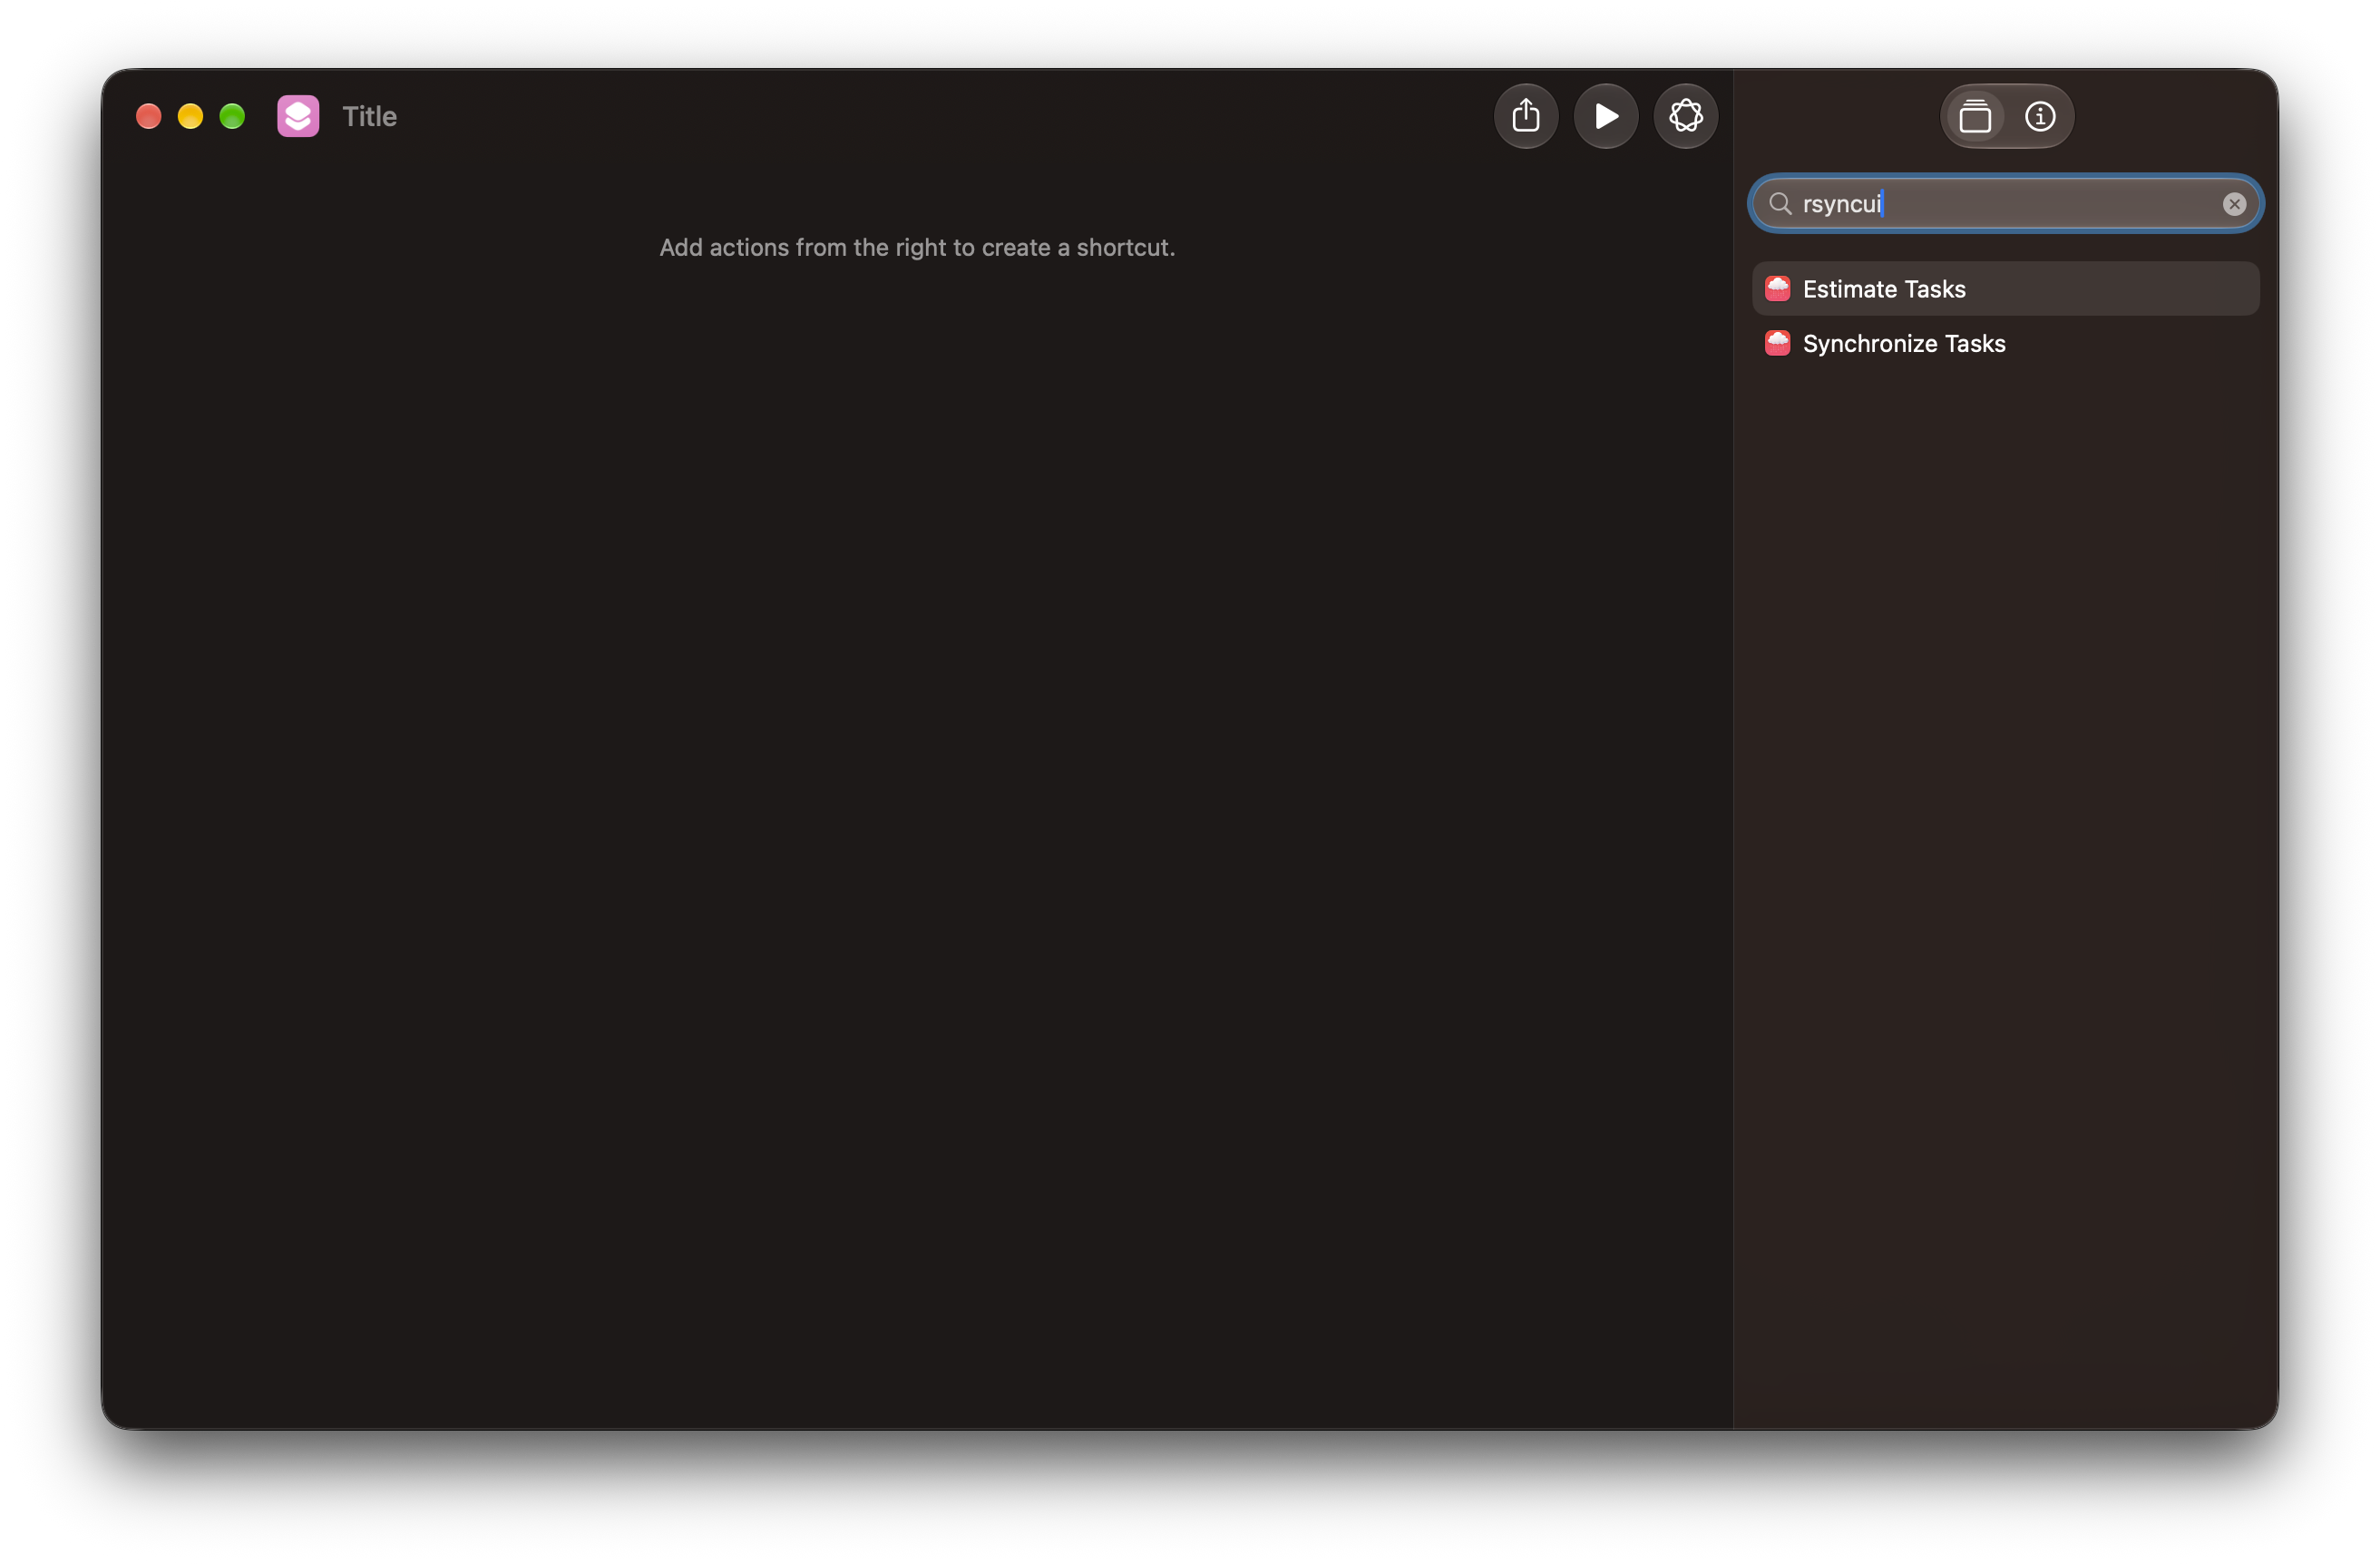 Title
Add actions from the right to create a shortcut.
rsyncui
Estimate Tasks
Synchronize Tasks